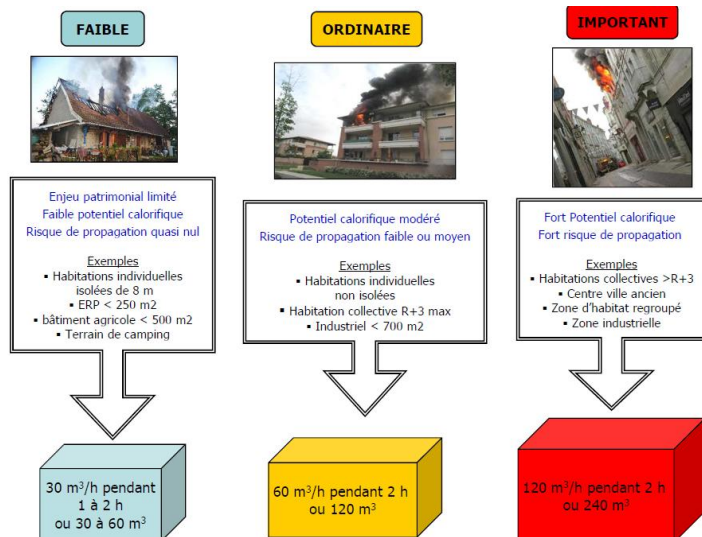 FAIBLE
Enjeu patrimonial limité
Faible potentiel calorifique
Risque de propagation quasi nul
Exemples
▪ Habitations individuelles
isolées de 8 m
▪ ERP < 250 m2
▪ bâtiment agricole < 500 m2
▪ Terrain de camping
30 m³/h pendant
1 à 2 h
ou 30 à 60 m³
ORDINAIRE
Potentiel calorifique modéré
Risque de propagation faible ou moyen
Exemples
▪ Habitations individuelles
non isolées
▪ Habitation collective R+3 max
▪ Industriel < 700 m2
60 m³/h pendant 2 h
ou 120 m³
IMPORTANT
Fort Potentiel calorifique
Fort risque de propagation
Exemples
▪ Habitations collectives >R+3
▪ Centre ville ancien
▪ Zone d'habitat regroupé
▪ Zone industrielle
120 m³/h pendant 2 h
ou 240 m³